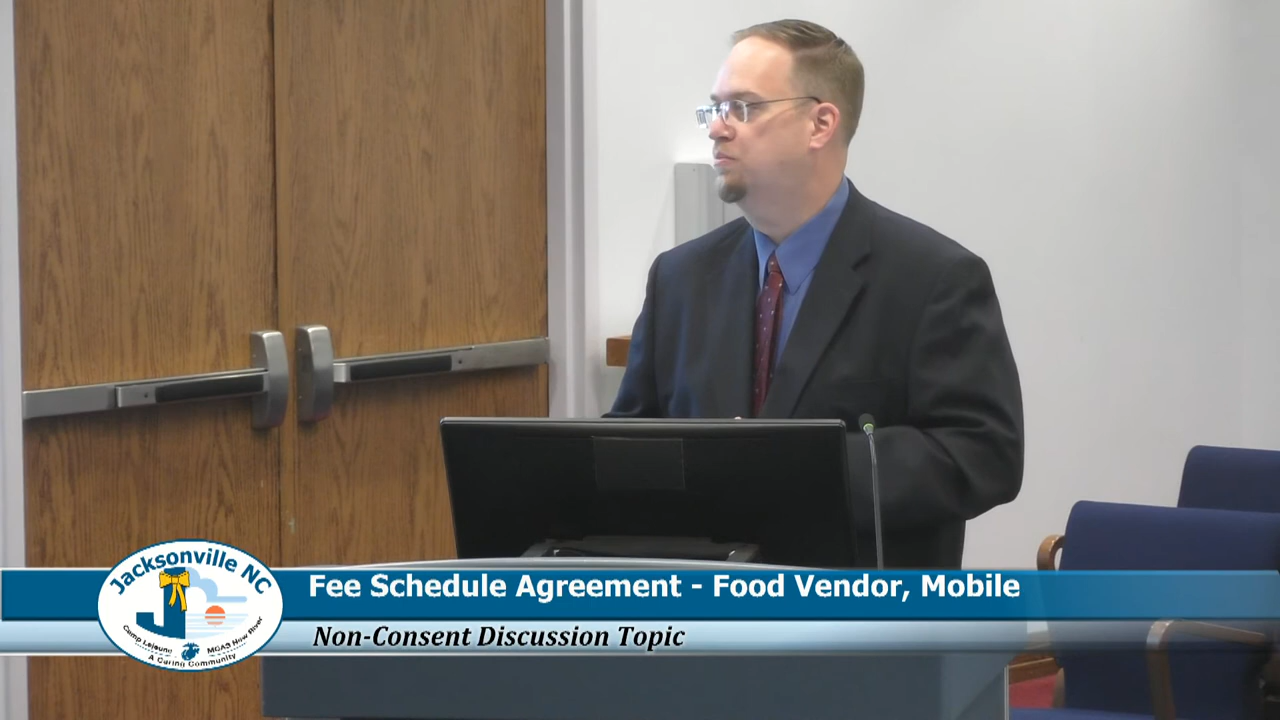 Jacksonville NC
Fee Schedule Agreement - Food Vendor, Mobile
Non-Consent Discussion Topic
Camp Lejeune
MCAS New River
A Caring Community